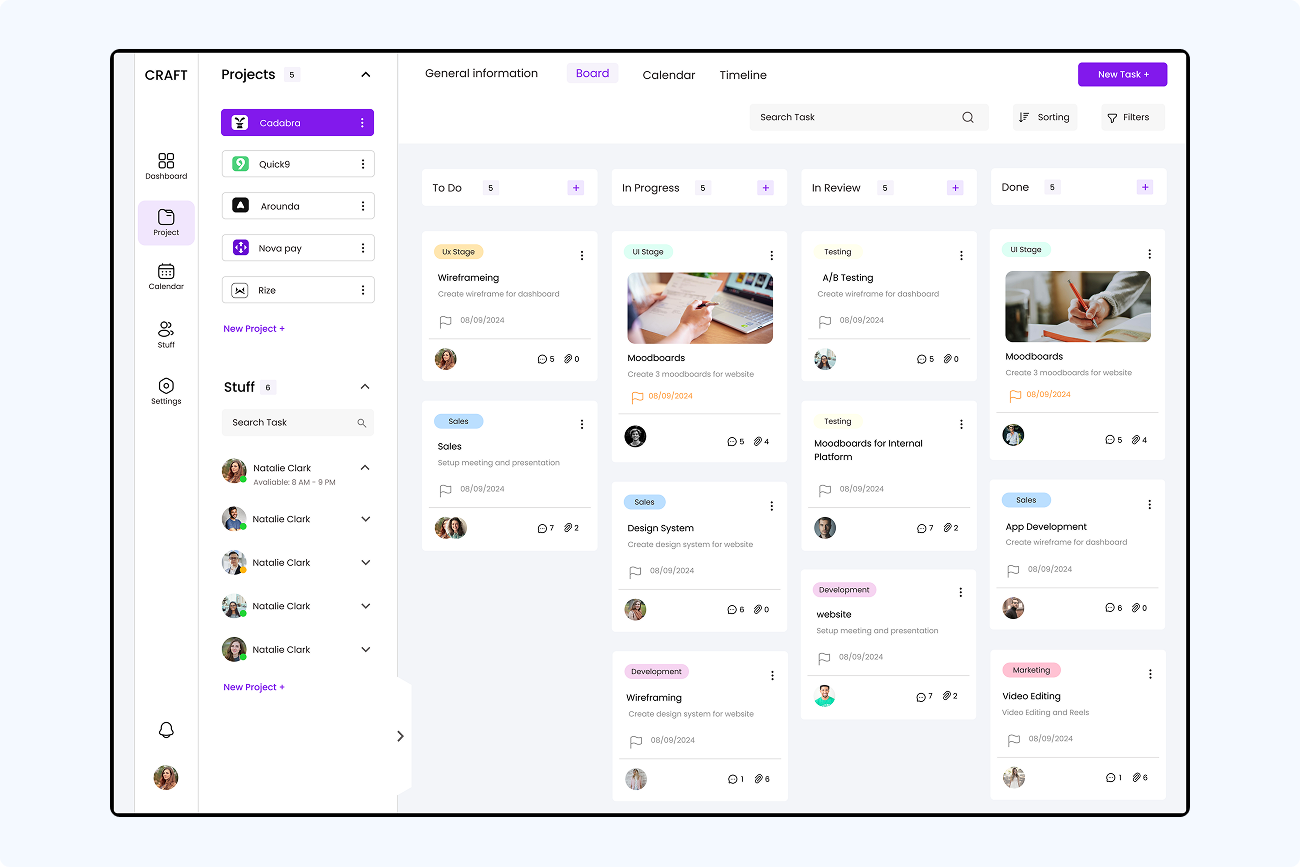 CRAFT
Dashboard
Project
Calendar
Stuff
Settings
Projects 5
Cadabra
Quick9
Arounda
Nova pay
Rize
New Project +
Stuff 6
Search Task
Natalie Clark
Avaliable: 8 AM - 9 PM
Natalie Clark
Natalie Clark
Natalie Clark
Natalie Clark
New Project +
General information
Board
Calendar
Timeline
New Task +
Search Task
Sorting
Filters
To Do 5 +
Ux Stage
Wireframeing
Create wireframe for dashboard
08/09/2024
5 0
Sales
Sales
Setup meeting and presentation
08/09/2024
7 2
In Progress 5 +
UI Stage
Moodboards
Create 3 moodboards for website
08/09/2024
5 4
Sales
Design System
Create design system for website
08/09/2024
6 0
Development
Wireframing
Create design system for website
08/09/2024
1 6
In Review 5 +
Testing
A/B Testing
Create wireframe for dashboard
08/09/2024
5 0
Testing
Moodboards for Internal
Platform
08/09/2024
7 2
Development
website
Setup meeting and presentation
08/09/2024
7 2
Done 5 +
UI Stage
Moodboards
Create 3 moodboards for website
08/09/2024
5 4
Sales
App Development
Create wireframe for dashboard
08/09/2024
6 0
Marketing
Video Editing
Video Editing and Reels
08/09/2024
1 6